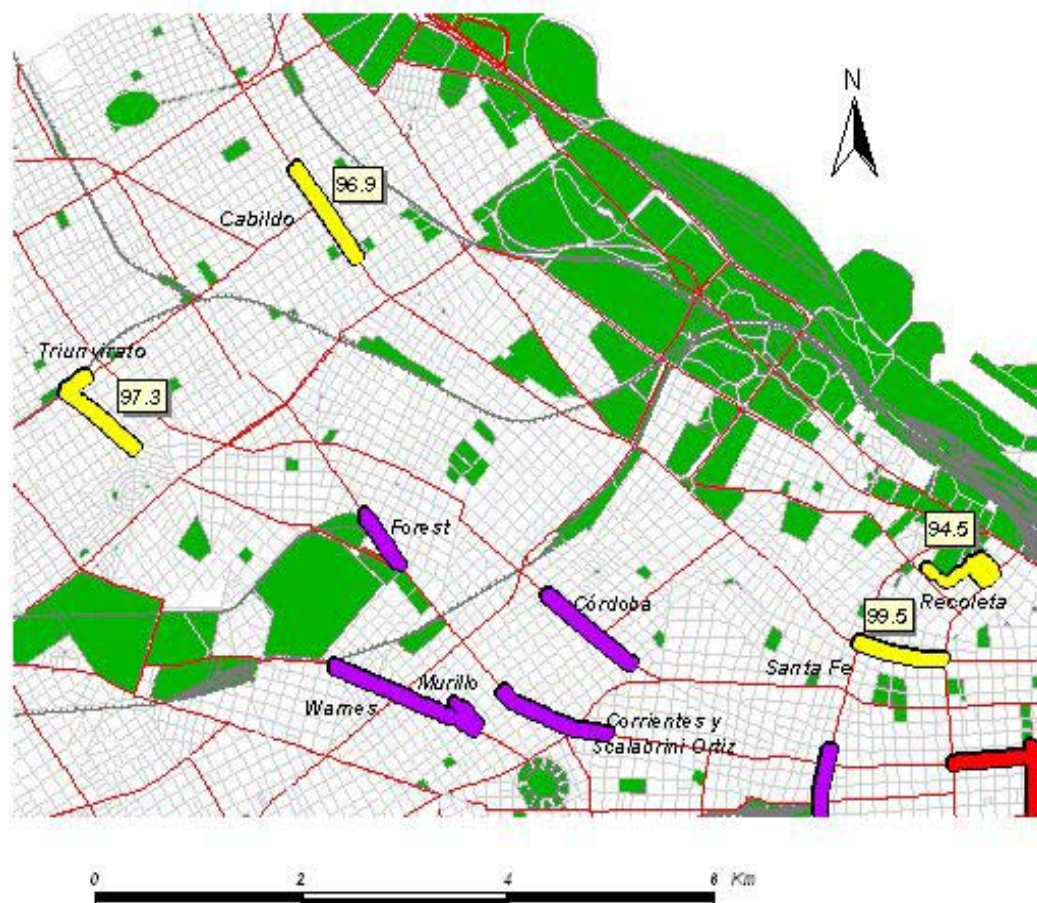 N
96.9
Cabildo
Triunvirato
97.3
Forest
94.5
Córdoba
Recoleta
99.5
Santa Fe
Murillo
Warnes
Corrientes y
Scalabrini Ortiz
0 2 4 6 Km